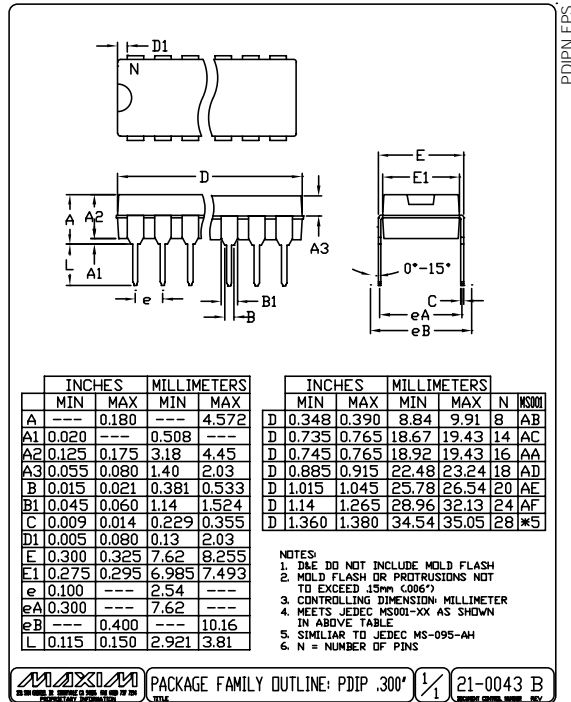 PDIPN.EPS
D1
N
D
E
E1
A
A2
A3
L
A1
0°-15°
e
B1
B
C
eA
eB
INCHES MILLIMETERS
MIN MAX MIN MAX
A --- 0.180 --- 4.572
A1 0.020 --- 0.508 ---
A2 0.125 0.175 3.18 4.45
A3 0.055 0.080 1.40 2.03
B 0.015 0.021 0.381 0.533
B1 0.045 0.060 1.14 1.524
C 0.009 0.014 0.229 0.355
D1 0.005 0.080 0.13 2.03
E 0.300 0.325 7.62 8.255
E1 0.275 0.295 6.985 7.493
e 0.100 --- 2.54 ---
eA 0.300 --- 7.62 ---
eB --- 0.400 --- 10.16
L 0.115 0.150 2.921 3.81
INCHES MILLIMETERS
MIN MAX MIN MAX N MS001
D 0.348 0.390 8.84 9.91 8 AB
D 0.735 0.765 18.67 19.43 14 AC
D 0.745 0.765 18.92 19.43 16 AA
D 0.885 0.915 22.48 23.24 18 AD
D 1.015 1.045 25.78 26.54 20 AE
D 1.14 1.265 28.96 32.13 24 AF
D 1.360 1.380 34.54 35.05 28 *5
NOTES:
1. D&E DO NOT INCLUDE MOLD FLASH
2. MOLD FLASH OR PROTRUSIONS NOT
TO EXCEED .15mm (.006")
3. CONTROLLING DIMENSION: MILLIMETER
4. MEETS JEDEC MS001-XX AS SHOWN
IN ABOVE TABLE
5. SIMILIAR TO JEDEC MS-095-AH
6. N = NUMBER OF PINS
MAXIM
PROPRIETARY INFORMATION
PACKAGE FAMILY OUTLINE: PDIP .300"
TITLE
1/1
21-0043 B
DOCUMENT CONTROL NUMBER REV